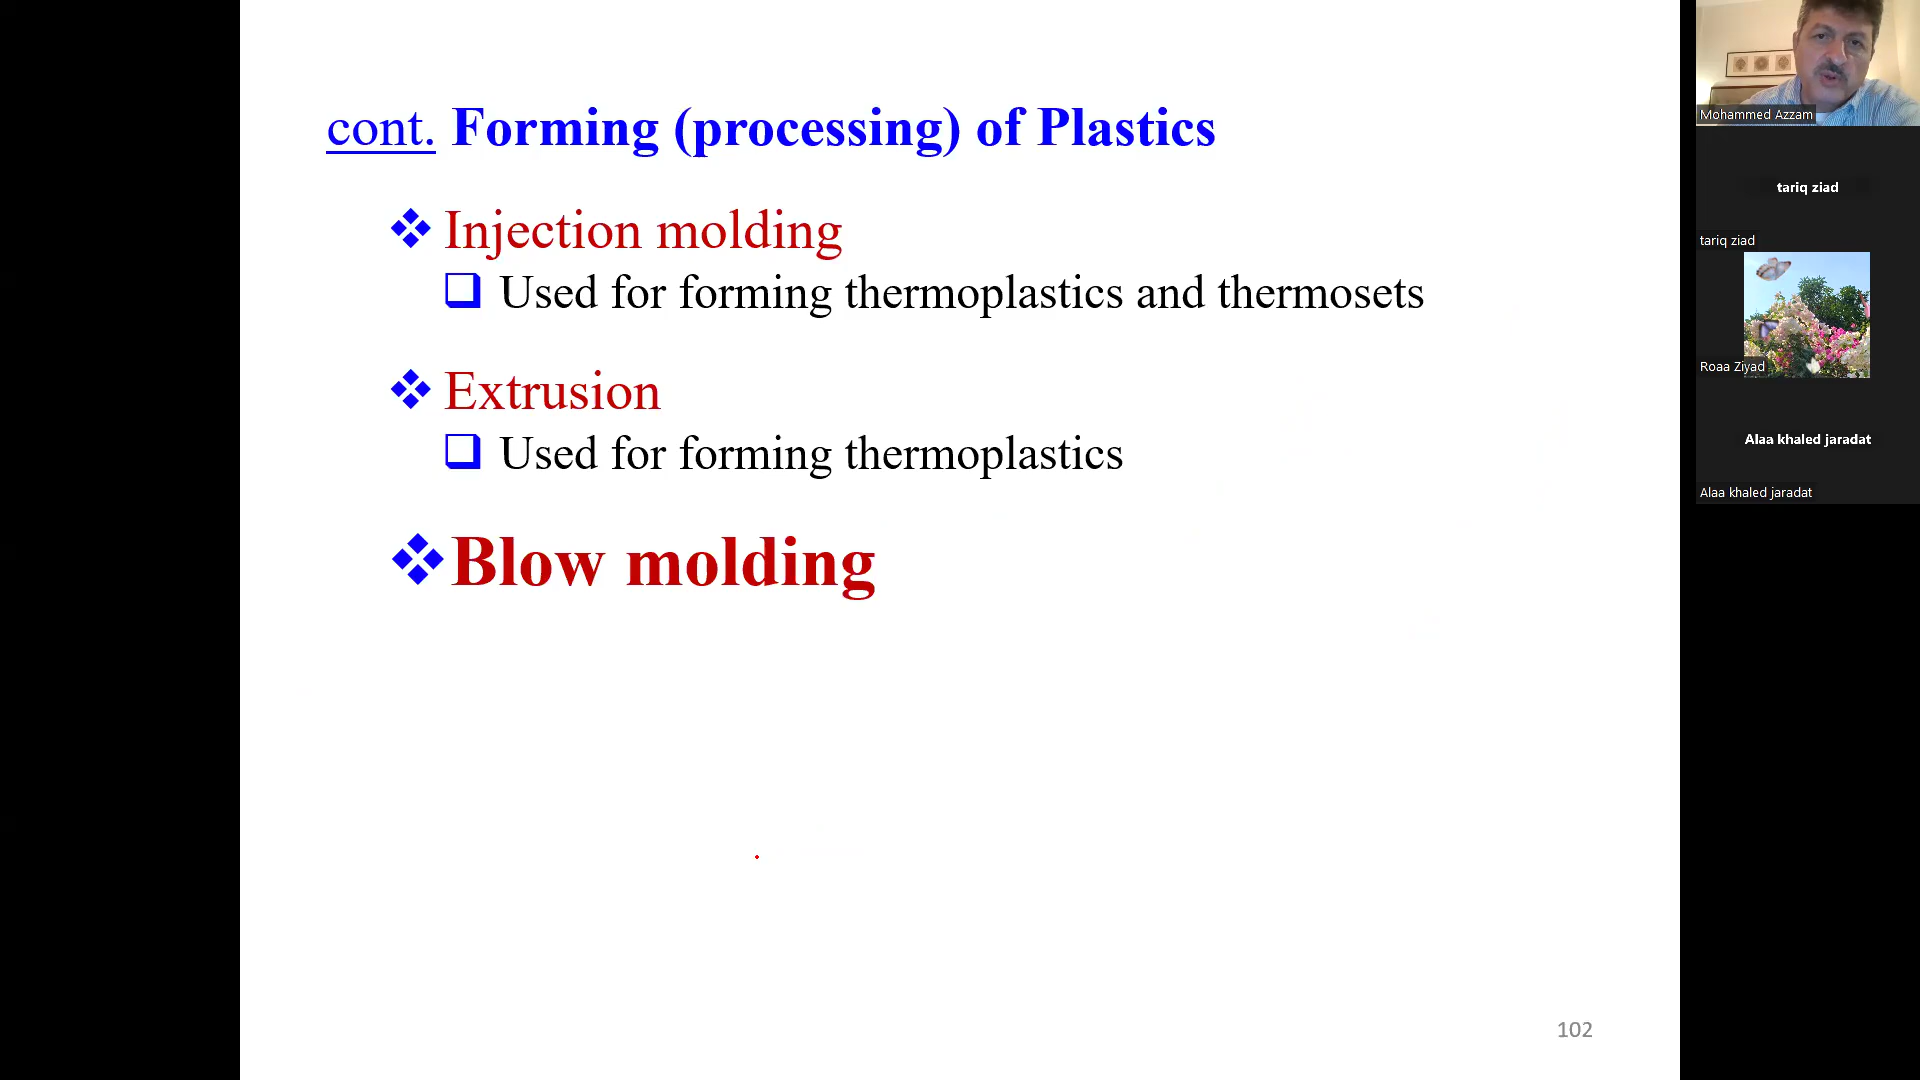 cont. Forming (processing) of Plastics
Injection molding
Used for forming thermoplastics and thermosets
Extrusion
Used for forming thermoplastics
Blow molding
102
Mohammed Azzam
tariq ziad
tariq ziad
Roaa Ziyad
Alaa khaled jaradat
Alaa khaled jaradat